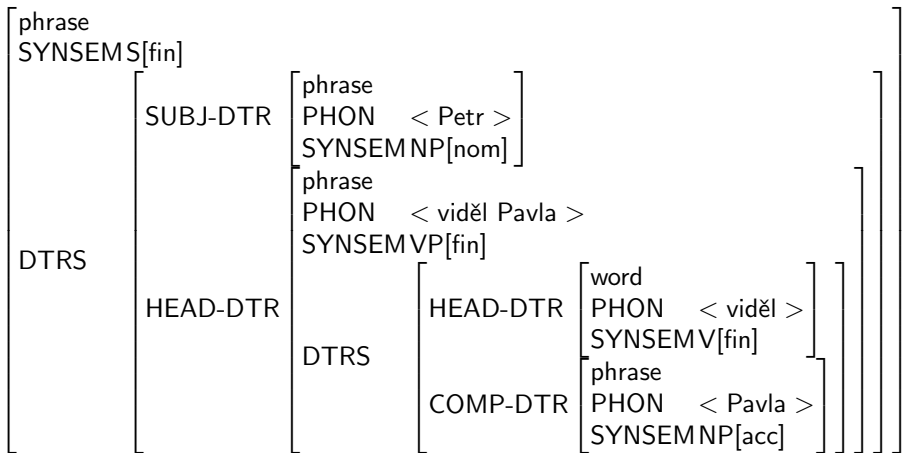 phrase
SYNSEM S[fin]
phrase
SUBJ-DTR PHON < Petr >
SYNSEM NP[nom]
phrase
PHON < viděl Pavla >
SYNSEM VP[fin]
DTRS
word
HEAD-DTR HEAD-DTR PHON < viděl >
SYNSEM V[fin]
DTRS
phrase
COMP-DTR PHON < Pavla >
SYNSEM NP[acc]